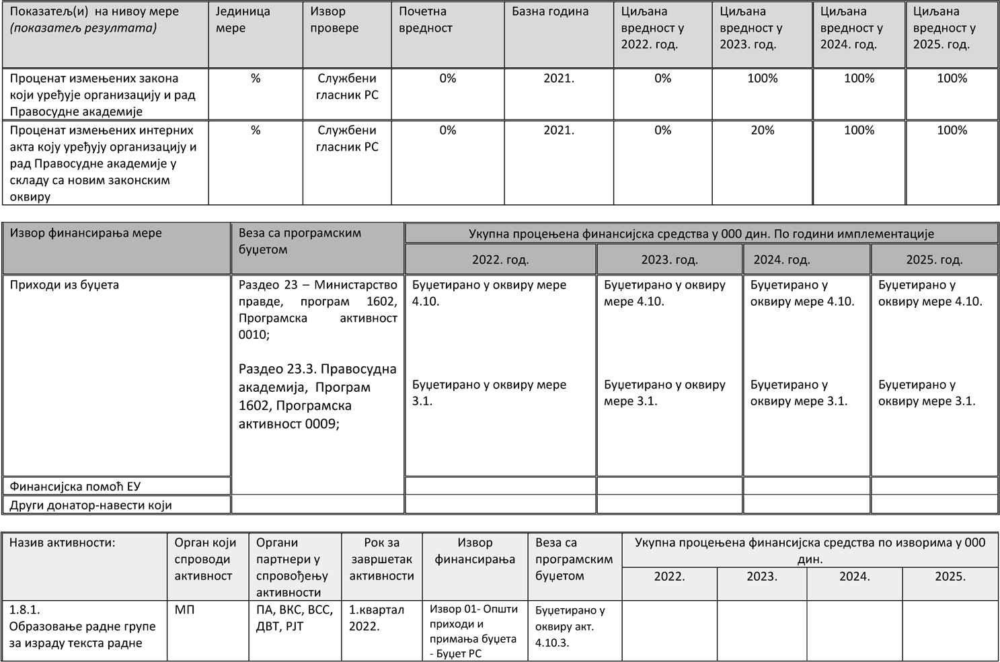 Показатељ(и) на нивоу мере
(показатељ резултата)
Јединица
мере
Извор
провере
Почетна
вредност
Базна година
Циљана
вредност у
2022. год.
Циљана
вредност у
2023. год.
Циљана
вредност у
2024. год.
Циљана
вредност у
2025. год.
Проценат измењених закона
који уређује организацију и рад
Правосудне академије
%
Службени
гласник РС
0%
2021.
0%
100%
100%
100%
Проценат измењених интерних
акта коју уређују организацију и
рад Правосудне академије у
складу са новим законским
оквиру
%
Службени
гласник РС
0%
2021.
0%
20%
100%
100%
Извор финансирања мере
Веза са програмским
буџетом
Укупна процењена финансијска средства у 000 дин. По години имплементације
2022. год.
2023. год.
2024. год.
2025. год.
Приходи из буџета
Раздео 23 – Министарство
правде, програм 1602,
Програмска активност
0010;
Раздео 23.3. Правосудна
академија, Програм
1602, Програмска
активност 0009;
Буџетирано у оквиру мере
4.10.
Буџетирано у оквиру мере
3.1.
Буџетирано у оквиру
мере 4.10.
Буџетирано у оквиру
мере 3.1.
Буџетирано у
оквиру мере 4.10.
Буџетирано у
оквиру мере 3.1.
Буџетирано у
оквиру мере 4.10.
Буџетирано у
оквиру мере 3.1.
Финансијска помоћ ЕУ
Други донатор-навести који
Назив активности:
Орган који
спроводи
активност
Органи
партнери у
спровођењу
активности
Рок за
завршетак
активности
Извор
финансирања
Веза са
програмским
буџетом
Укупна процењена финансијска средства по изворима у 000
дин.
2022.
2023.
2024.
2025.
1.8.1.
Образовање радне групе
за израду текста радне
МП
ПА, ВКС, ВСС,
ДВТ, РЈТ
1.квартал
2022.
Извор 01- Општи
приходи и
примања буџета
- Буџет РС
Буџетирано у
оквиру акт.
4.10.3.